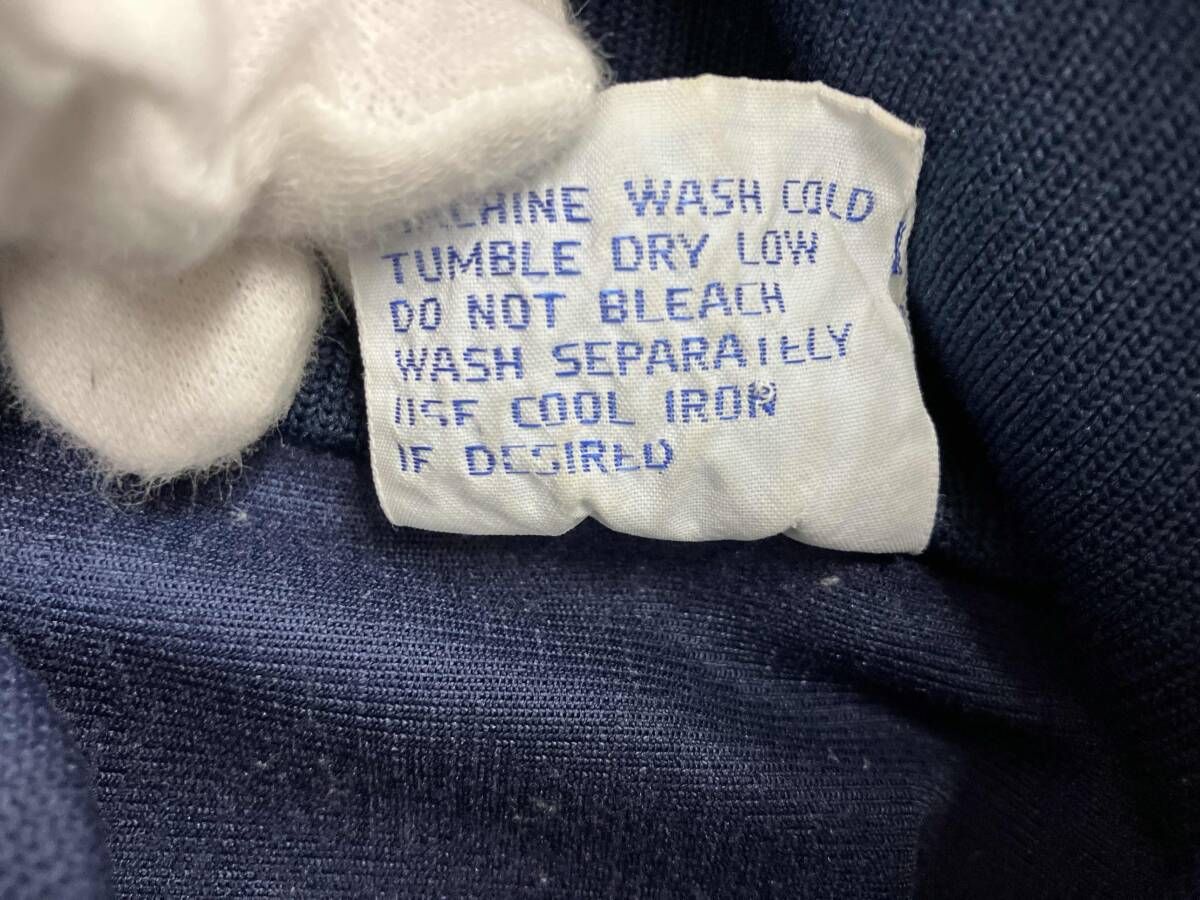 MACHINE WASH COLD
TUMBLE DRY LOW
DO NOT BLEACH
WASH SEPARATELY
USE COOL IRON
IF DESIRED